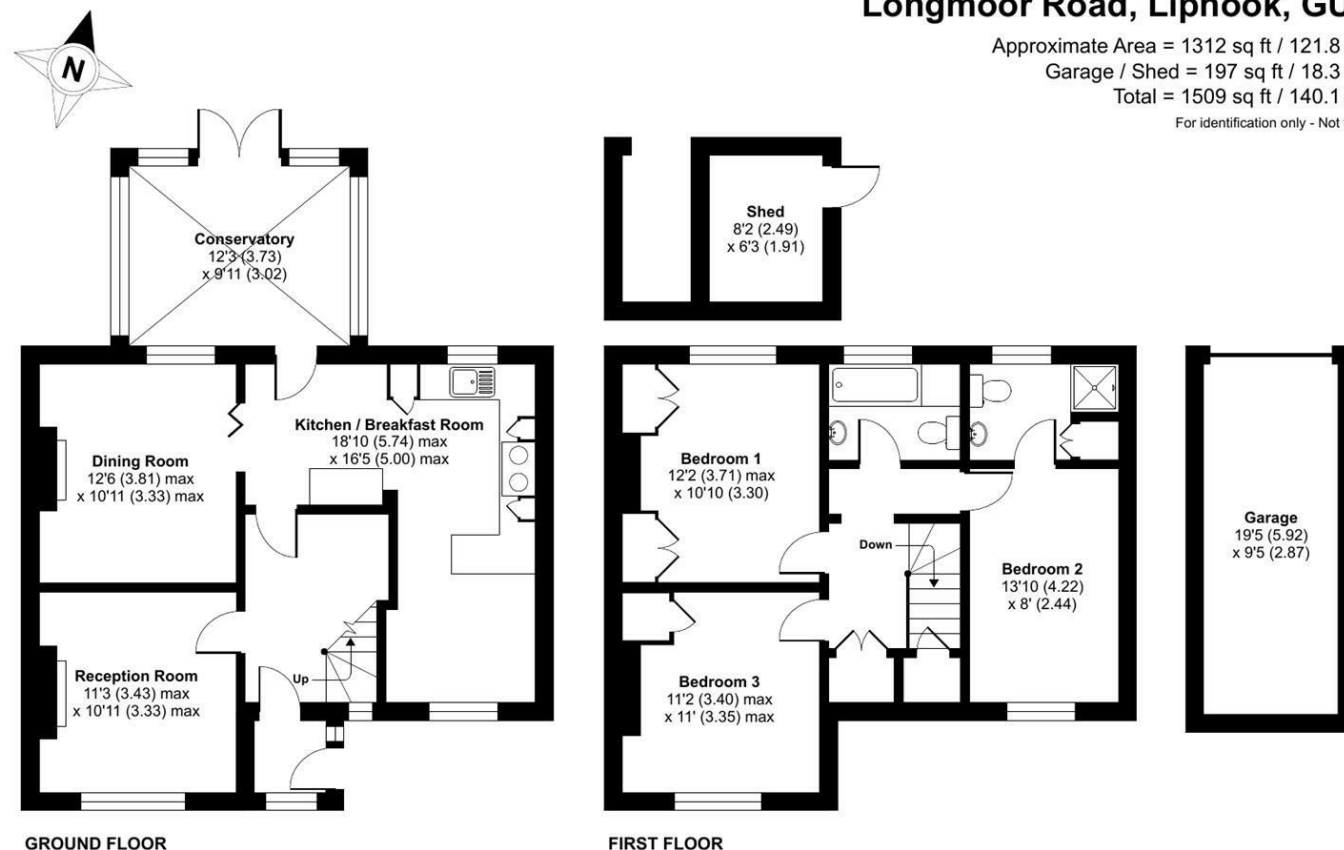 Longmoor Road, Liphook, GU
Approximate Area = 1312 sq ft / 121.8
Garage / Shed = 197 sq ft / 18.3
Total = 1509 sq ft / 140.1
For identification only - Not
N
Conservatory
12'3 (3.73)
x 9'11 (3.02)
Shed
8'2 (2.49)
x 6'3 (1.91)
Kitchen / Breakfast Room
18'10 (5.74) max
x 16'5 (5.00) max
Dining Room
12'6 (3.81) max
x 10'11 (3.33) max
Reception Room
11'3 (3.43) max
x 10'11 (3.33) max
Up
Bedroom 1
12'2 (3.71) max
x 10'10 (3.30)
Down
Bedroom 2
13'10 (4.22)
x 8' (2.44)
Bedroom 3
11'2 (3.40) max
x 11' (3.35) max
Garage
19'5 (5.92)
x 9'5 (2.87)
GROUND FLOOR
FIRST FLOOR